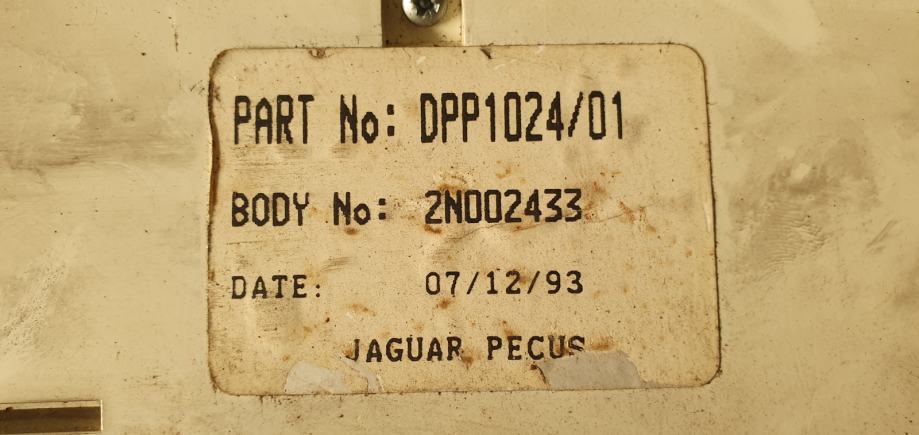 PART No: DPP1024/01
BODY No: 2N002433
DATE: 07/12/93
JAGUAR PECUS